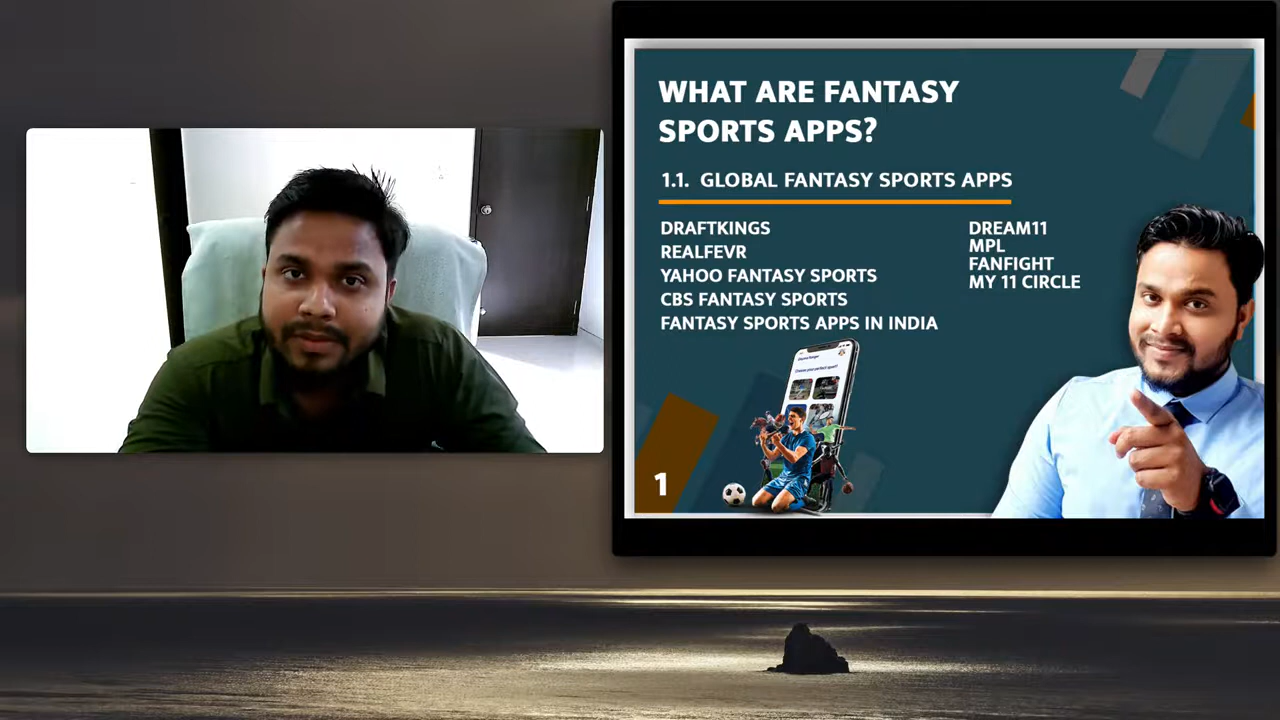 WHAT ARE FANTASY
SPORTS APPS?
1.1. GLOBAL FANTASY SPORTS APPS
DRAFTKINGS
REALFEVR
YAHOO FANTASY SPORTS
CBS FANTASY SPORTS
FANTASY SPORTS APPS IN INDIA
DREAM11
MPL
FANFIGHT
MY 11 CIRCLE
1